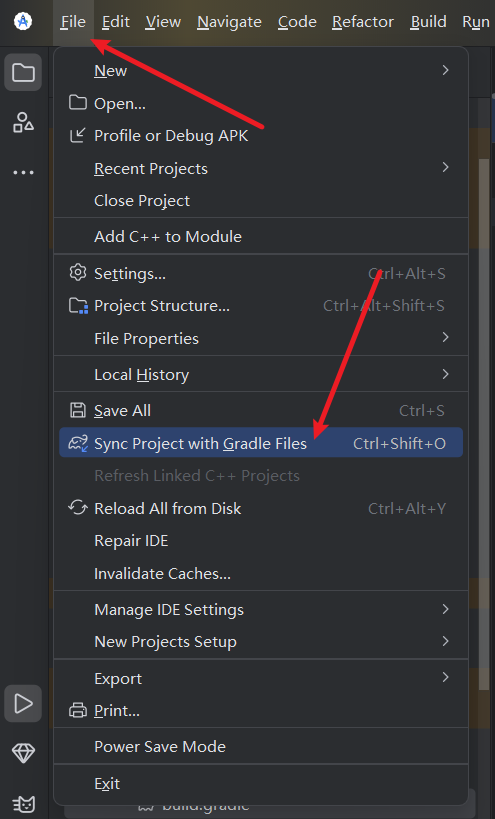 File Edit View Navigate Code Refactor Build Run
New
Open...
Profile or Debug APK
Recent Projects
Close Project
Add C++ to Module
Settings... Ctrl+Alt+S
Project Structure... Ctrl+Alt+Shift+S
File Properties
Local History
Save All Ctrl+S
Sync Project with Gradle Files Ctrl+Shift+O
Refresh Linked C++ Projects
Reload All from Disk Ctrl+Alt+Y
Repair IDE
Invalidate Caches...
Manage IDE Settings
New Projects Setup
Export
Print...
Power Save Mode
Exit
build.gradle